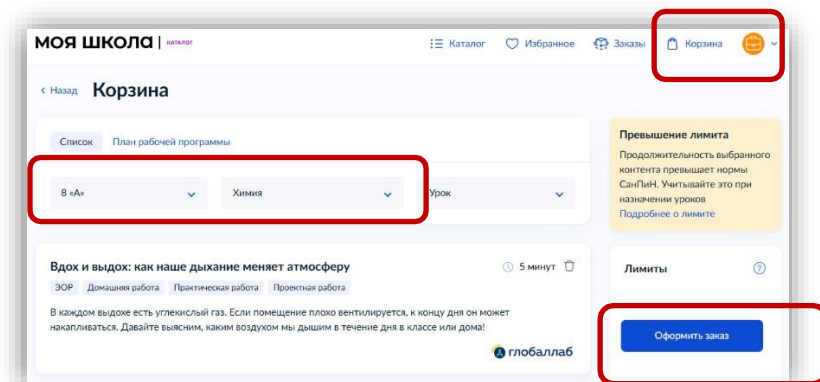 МОЯ ШКОЛА | КАТАЛОГ
Каталог
Избранное
Заказы
Корзина
Назад
Корзина
Список
План рабочей программы
8 «А»
Химия
Урок
Превышение лимита
Продолжительность выбранного
контента превышает нормы
СанПиН. Учитывайте это при
назначении уроков
Подробнее о лимите
Вдох и выдох: как наше дыхание меняет атмосферу
5 минут
ЭОР Домашняя работа Практическая работа Проектная работа
В каждом выдохе есть углекислый газ. Если помещение плохо вентилируется, к концу дня он может
накапливаться. Давайте выясним, каким воздухом мы дышим в течение дня в классе или дома!
глобаллаб
Лимиты
?
Оформить заказ